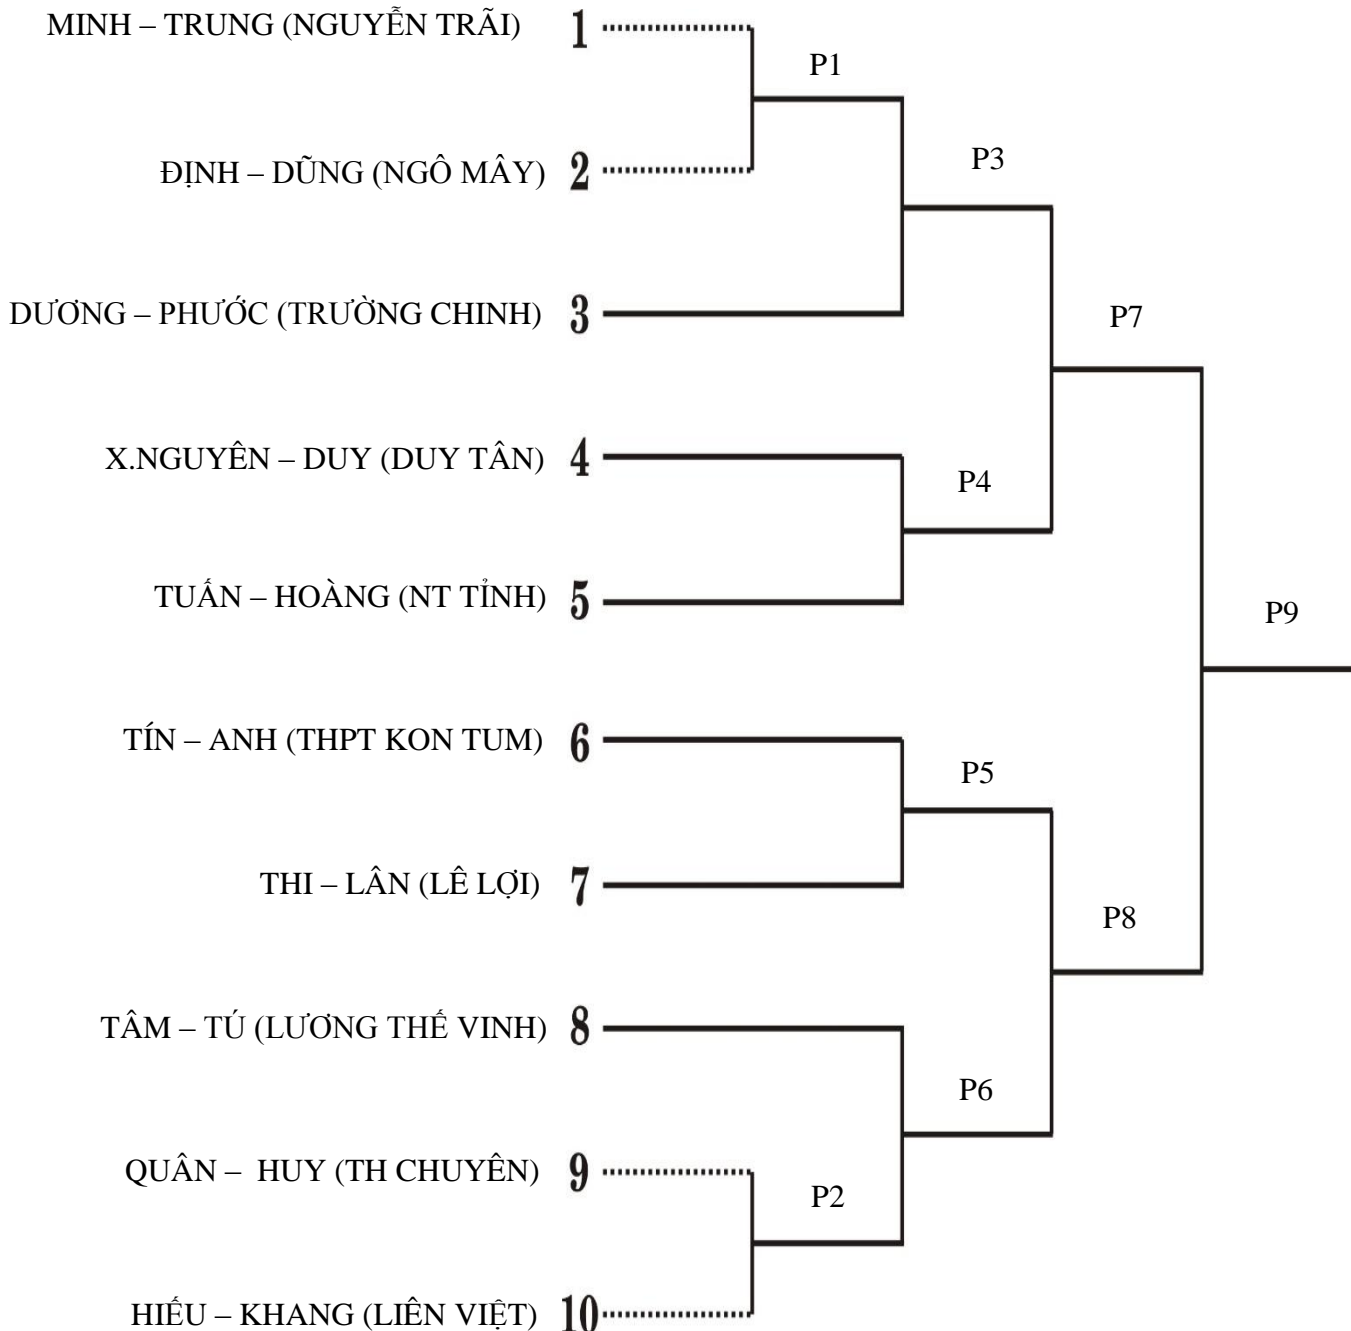 MINH – TRUNG (NGUYỄN TRÃI) 1
P1
ĐỊNH – DŨNG (NGÔ MÂY) 2
P3
DƯƠNG – PHƯỚC (TRƯỜNG CHINH) 3
P7
X.NGUYÊN – DUY (DUY TÂN) 4
P4
TUẤN – HOÀNG (NT TỈNH) 5
P9
TÍN – ANH (THPT KON TUM) 6
P5
THI – LÂN (LÊ LỢI) 7
P8
TÂM – TÚ (LƯƠNG THẾ VINH) 8
P6
QUÂN – HUY (TH CHUYÊN) 9
P2
HIẾU – KHANG (LIÊN VIỆT) 10